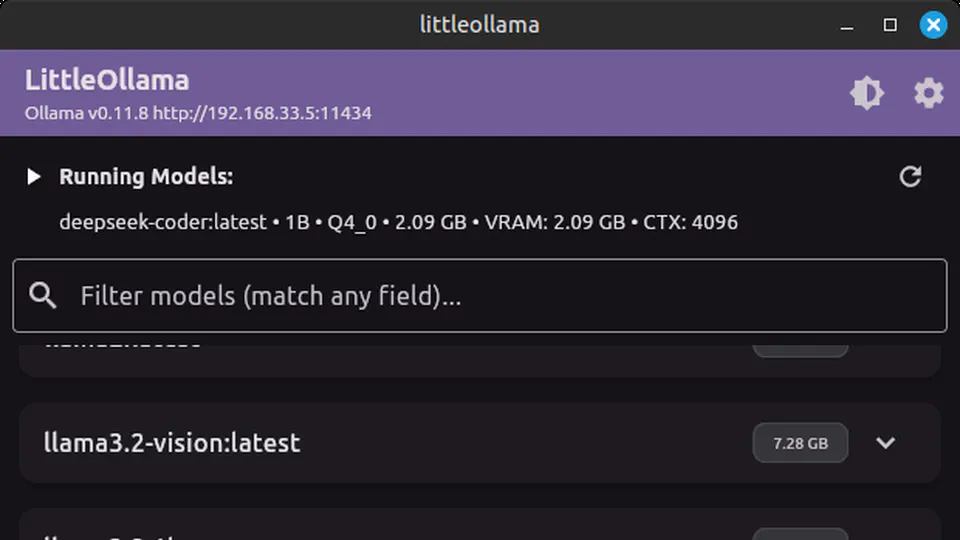 littleollama
LittleOllama
Ollama v0.11.8 http://192.168.33.5:11434
Running Models:
deepseek-coder:latest • 1B • Q4_0 • 2.09 GB • VRAM: 2.09 GB • CTX: 4096
Filter models (match any field)...
llama3.2-vision:latest
7.28 GB